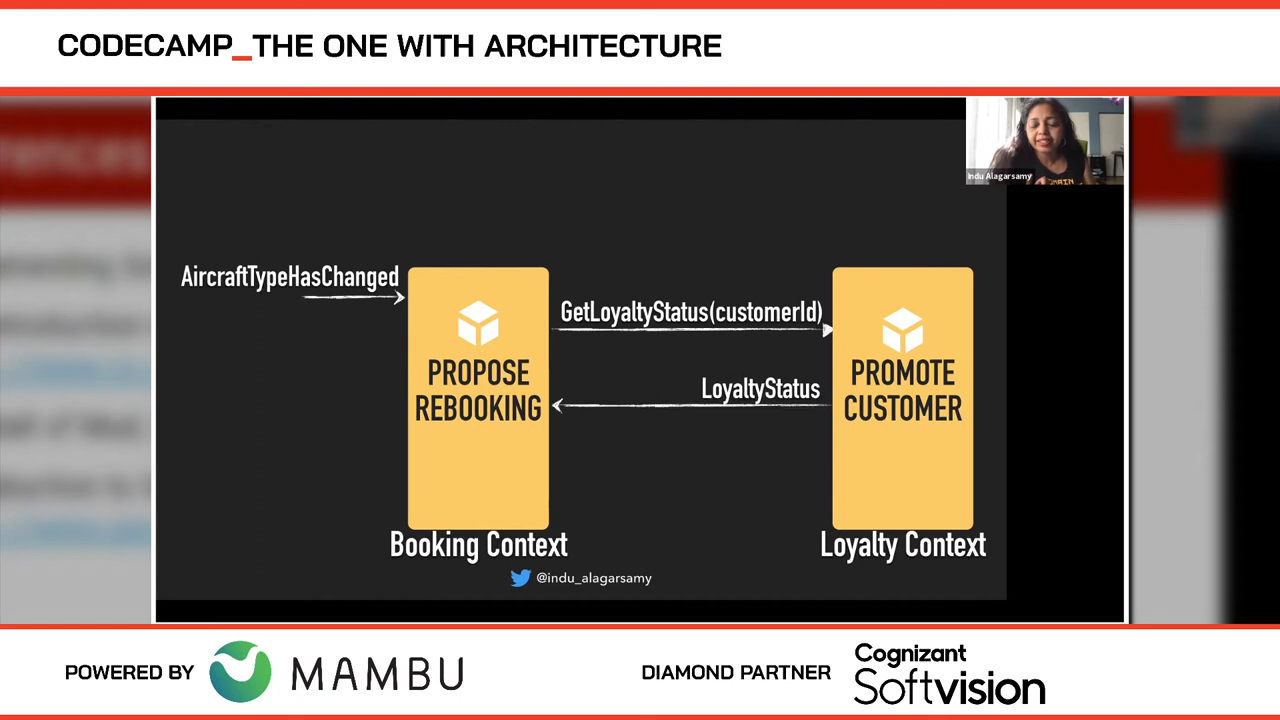 CODECAMP_THE ONE WITH ARCHITECTURE
Indu Alagarsamy
AircraftTypeHasChanged
GetLoyaltyStatus(customerId)
PROPOSE
REBOOKING
LoyaltyStatus
PROMOTE
CUSTOMER
Booking Context
Loyalty Context
@indu_alagarsamy
POWERED BY
MAMBU
DIAMOND PARTNER
Cognizant
Softvision